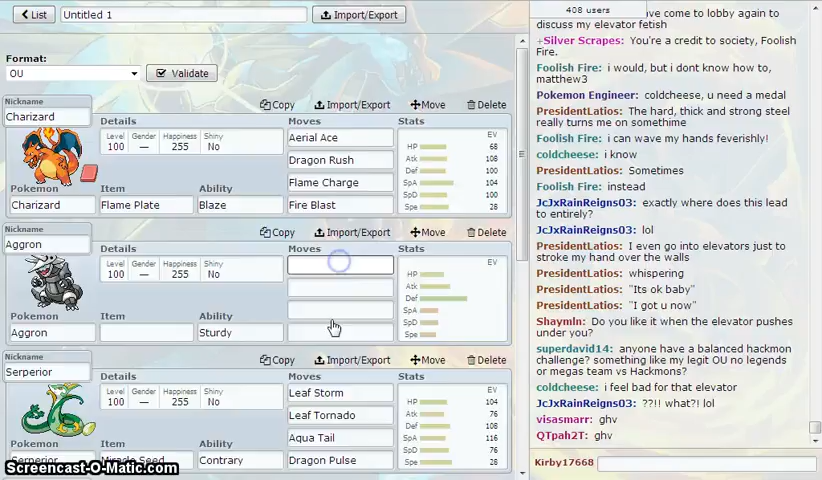 List
Untitled 1
Import/Export
Format:
OU
Validate
Nickname
Charizard
Copy
Import/Export
Move
Delete
Details
Level
100
Gender
—
Happiness
255
Shiny
No
Moves
Aerial Ace
Dragon Rush
Flame Charge
Fire Blast
Stats
EV
HP 68
Atk 108
Def 100
SpA 104
SpD 100
Spe 28
Pokemon
Charizard
Item
Flame Plate
Ability
Blaze
Nickname
Aggron
Copy
Import/Export
Move
Delete
Details
Level
100
Gender
—
Happiness
255
Shiny
No
Moves
Stats
EV
HP
Atk
Def
SpA
SpD
Spe
Pokemon
Aggron
Item
Ability
Sturdy
Nickname
Serperior
Copy
Import/Export
Move
Delete
Details
Level
100
Gender
—
Happiness
255
Shiny
No
Moves
Leaf Storm
Leaf Tornado
Aqua Tail
Dragon Pulse
Stats
EV
HP 104
Atk 76
Def 108
SpA 116
SpD 76
Spe 28
Pokemon
Serperior
Item
Miracle Seed
Ability
Contrary
Screencast-O-Matic.com
408 users
come to lobby again to
discuss my elevator fetish
+Silver Scrapes: You're a credit to society, Foolish
Fire.
Foolish Fire: i would, but i dont know how to,
matthew3
Pokemon Engineer: coldcheese, u need a medal
PresidentLatios: The hard, thick and strong steel
really turns me on somethime
Foolish Fire: i can wave my hands feverishly!
coldcheese: i know
PresidentLatios: Sometimes
Foolish Fire: instead
JcJxRainReigns03: exactly where does this lead
to entirely?
JcJxRainReigns03: lol
PresidentLatios: I even go into elevators just to
stroke my hand over the walls
PresidentLatios: whispering
PresidentLatios: "Its ok baby"
PresidentLatios: "I got u now"
ShaymIn: Do you like it when the elevator pushes
under you?
superdavid14: anyone have a balanced hackmon
challenge? something like my legit OU no legends
or megas team vs Hackmons?
coldcheese: i feel bad for that elevator
JcJxRainReigns03: ??!! what?! lol
visasmarr: ghv
QTpah2T: ghv
Kirby17668